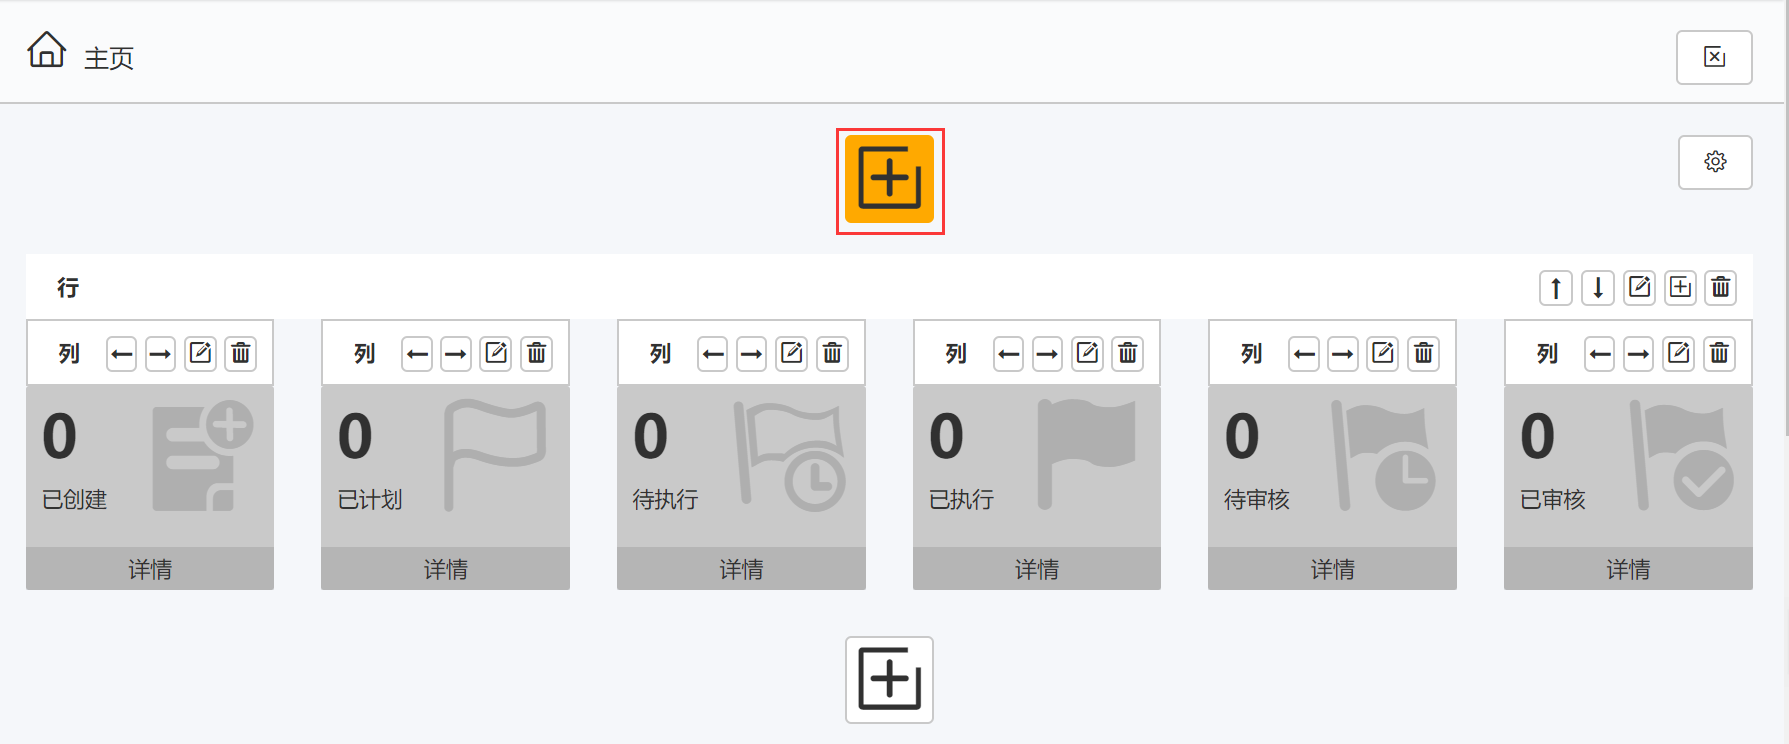 主页
行
列 列 列 列 列 列
0 0 0 0 0 0
已创建 已计划 待执行 已执行 待审核 已审核
详情 详情 详情 详情 详情 详情